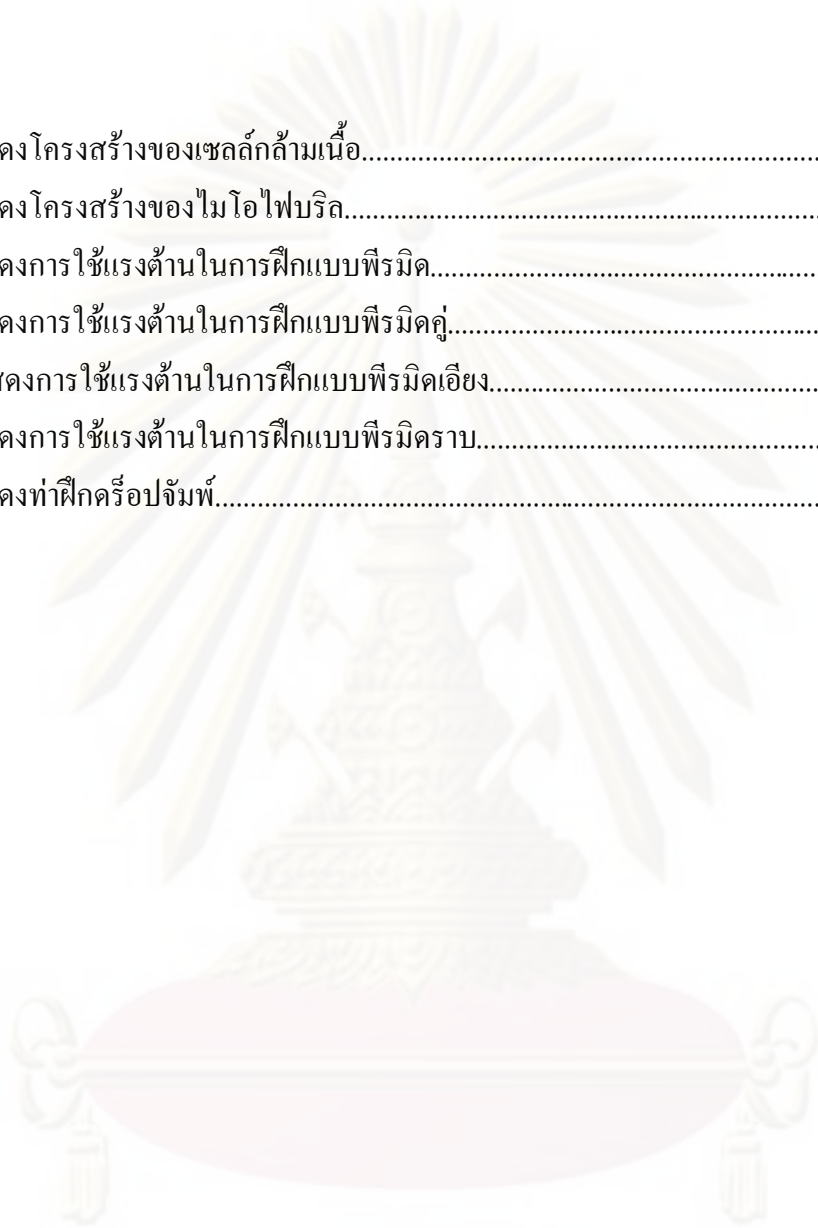 ดงโครงสร้างของเซลล์กล้ามเนื้อ................................................................
ดงโครงสร้างของไมโอไฟบริล...................................................................
ดงการใช้แรงต้านในการฝึกแบบพีรมิด......................................................
ดงการใช้แรงต้านในการฝึกแบบพีรมิดคู่...................................................
สดงการใช้แรงต้านในการฝึกแบบพีรมิดเอียง..............................................
ดงการใช้แรงต้านในการฝึกแบบพีรมิดราบ...............................................
ดงท่าฝึกดร็อปจัมพ์.....................................................................................